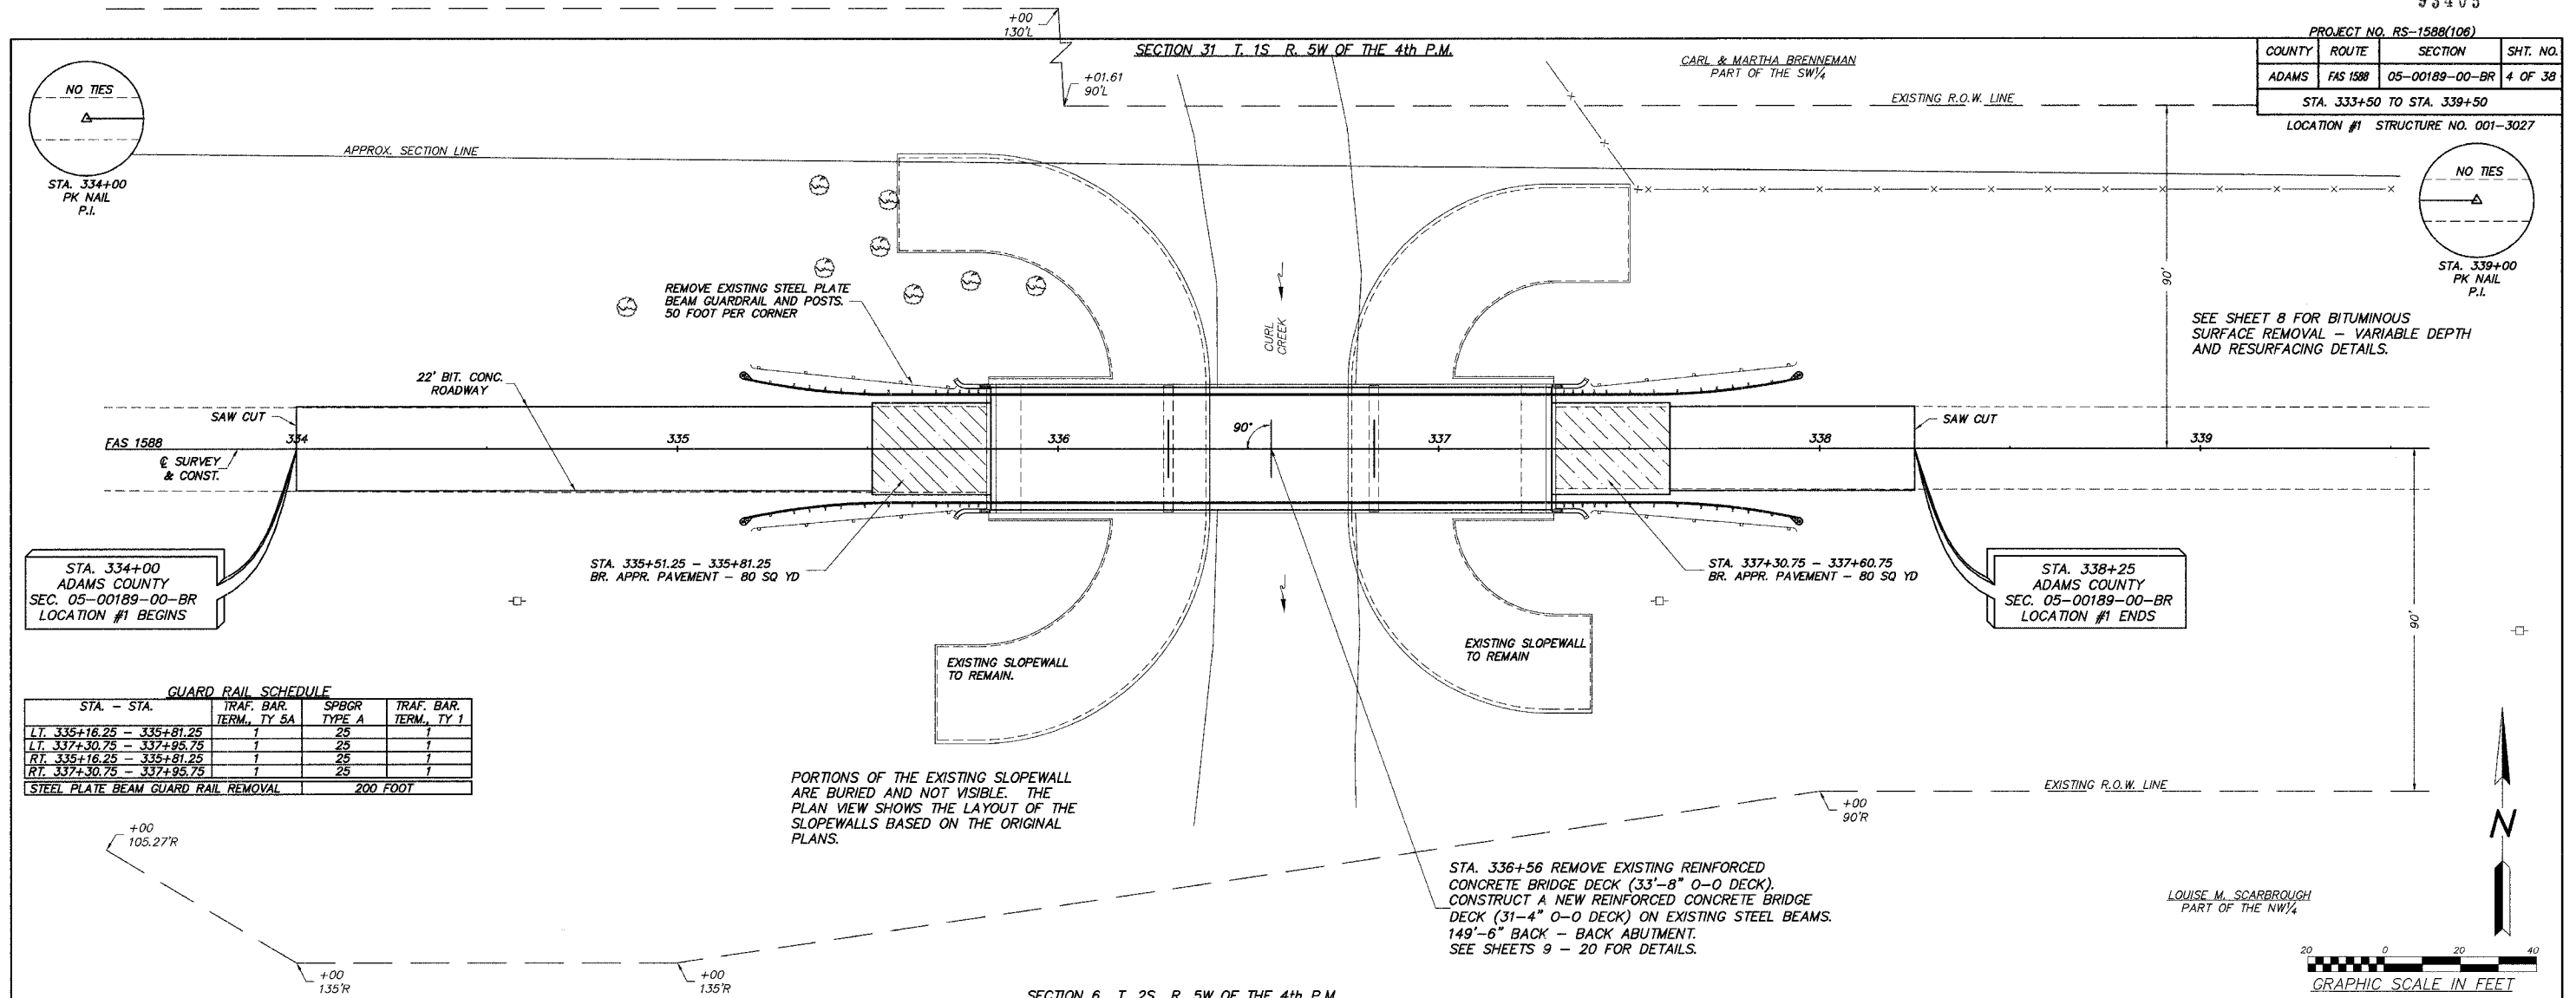 93405
PROJECT NO. RS-1588(106)
COUNTY ROUTE SECTION SHT. NO.
ADAMS FAS 1588 05-00189-00-BR 4 OF 38
STA. 333+50 TO STA. 339+50
LOCATION #1 STRUCTURE NO. 001-3027
+00
130'L
SECTION 31 T. 1S R. 5W OF THE 4th P.M.
+01.61
90'L
CARL & MARTHA BRENNEMAN
PART OF THE SW¼
EXISTING R.O.W. LINE
NO TIES
STA. 334+00
PK NAIL
P.I.
APPROX. SECTION LINE
NO TIES
STA. 339+00
PK NAIL
P.I.
90'
REMOVE EXISTING STEEL PLATE
BEAM GUARDRAIL AND POSTS.
50 FOOT PER CORNER
CURL
CREEK
SEE SHEET 8 FOR BITUMINOUS
SURFACE REMOVAL - VARIABLE DEPTH
AND RESURFACING DETAILS.
22' BIT. CONC.
ROADWAY
SAW CUT
SAW CUT
FAS 1588
334 335 336 90° 337 338 339
℄ SURVEY
& CONST.
STA. 334+00
ADAMS COUNTY
SEC. 05-00189-00-BR
LOCATION #1 BEGINS
STA. 335+51.25 - 335+81.25
BR. APPR. PAVEMENT - 80 SQ YD
STA. 337+30.75 - 337+60.75
BR. APPR. PAVEMENT - 80 SQ YD
STA. 338+25
ADAMS COUNTY
SEC. 05-00189-00-BR
LOCATION #1 ENDS
90'
EXISTING SLOPEWALL
TO REMAIN.
EXISTING SLOPEWALL
TO REMAIN
GUARD RAIL SCHEDULE
STA. - STA. TRAF. BAR. TERM., TY 5A SPBGR TYPE A TRAF. BAR. TERM., TY 1
LT. 335+16.25 - 335+81.25 1 25 1
LT. 337+30.75 - 337+95.75 1 25 1
RT. 335+16.25 - 335+81.25 1 25 1
RT. 337+30.75 - 337+95.75 1 25 1
STEEL PLATE BEAM GUARD RAIL REMOVAL 200 FOOT
PORTIONS OF THE EXISTING SLOPEWALL
ARE BURIED AND NOT VISIBLE. THE
PLAN VIEW SHOWS THE LAYOUT OF THE
SLOPEWALLS BASED ON THE ORIGINAL
PLANS.
EXISTING R.O.W. LINE
+00
90'R
+00
105.27'R
STA. 336+56 REMOVE EXISTING REINFORCED
CONCRETE BRIDGE DECK (33'-8" O-O DECK).
CONSTRUCT A NEW REINFORCED CONCRETE BRIDGE
DECK (31-4" O-O DECK) ON EXISTING STEEL BEAMS.
149'-6" BACK - BACK ABUTMENT.
SEE SHEETS 9 - 20 FOR DETAILS.
N
LOUISE M. SCARBROUGH
PART OF THE NW¼
+00
135'R
+00
135'R
20 0 20 40
GRAPHIC SCALE IN FEET
SECTION 6 T. 2S R. 5W OF THE 4th P.M.